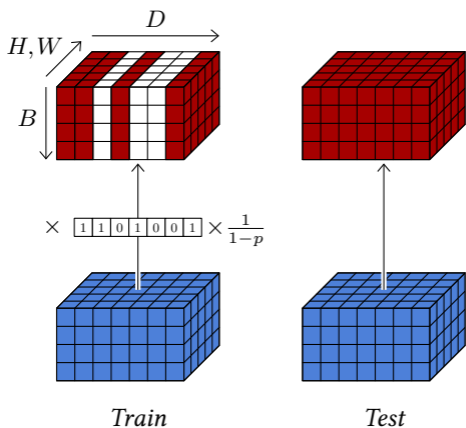 D
H, W
B
× 1 1 0 1 0 0 1 × 1/(1−p)
Train Test